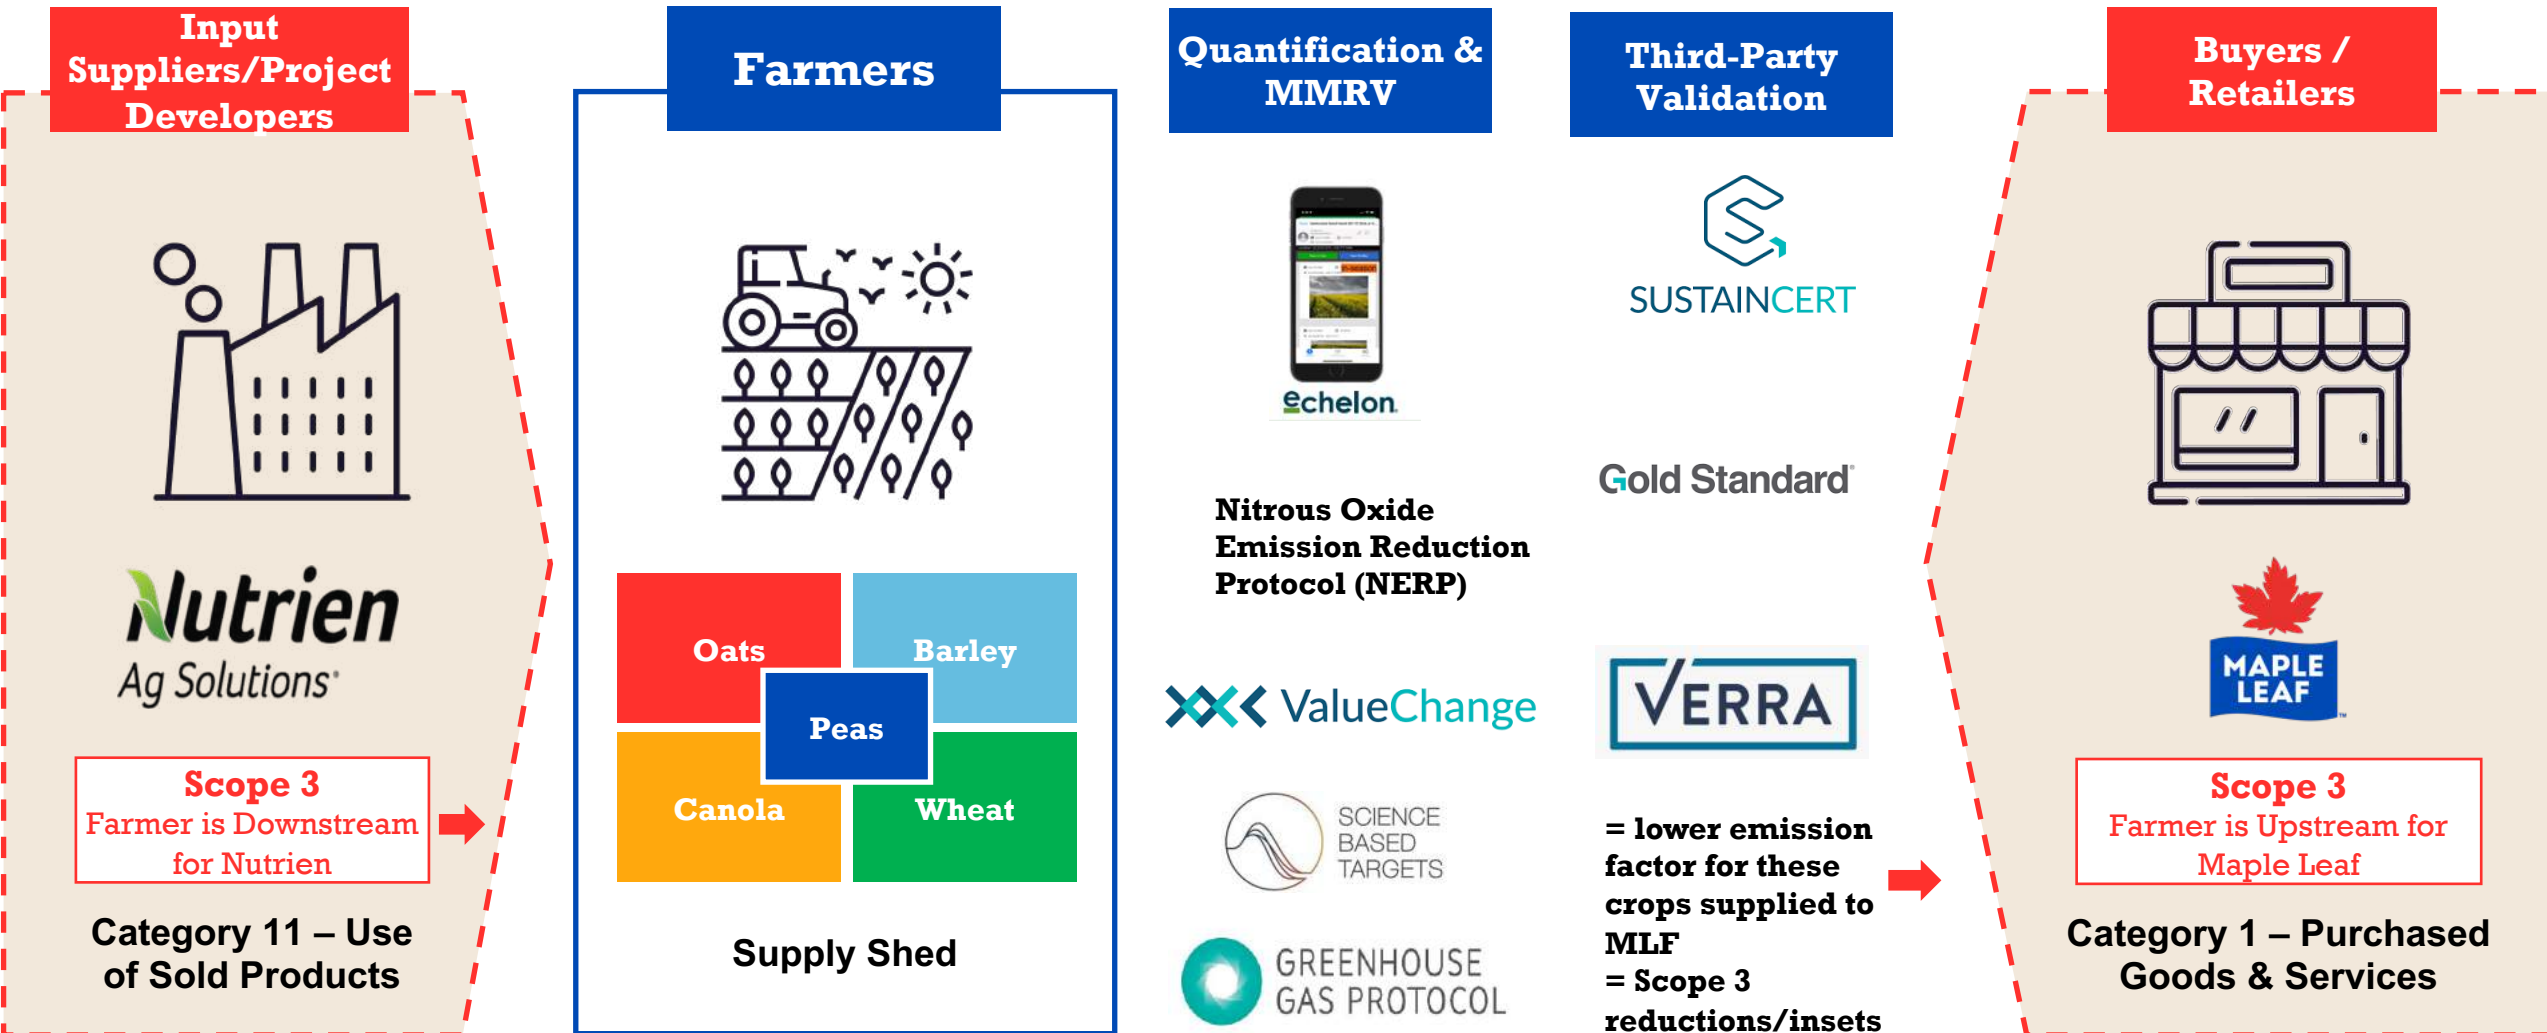 Input
Suppliers/Project
Developers
Nutrien
Ag Solutions®
Scope 3
Farmer is Downstream
for Nutrien
Category 11 – Use
of Sold Products
Farmers
Oats
Barley
Peas
Canola
Wheat
Supply Shed
Quantification &
MMRV
echelon.
Nitrous Oxide
Emission Reduction
Protocol (NERP)
ValueChange
SCIENCE
BASED
TARGETS
GREENHOUSE
GAS PROTOCOL
Third-Party
Validation
SUSTAINCERT
Gold Standard®
VERRA
= lower emission
factor for these
crops supplied to
MLF
= Scope 3
reductions/insets
Buyers /
Retailers
MAPLE
LEAF™
Scope 3
Farmer is Upstream for
Maple Leaf
Category 1 – Purchased
Goods & Services